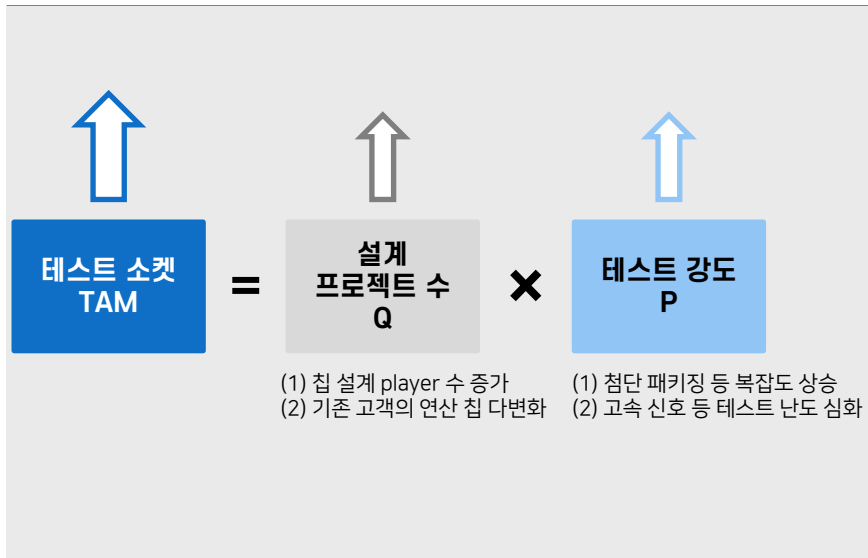 테스트 소켓
TAM
=
설계
프로젝트 수
Q
×
테스트 강도
P
(1) 칩 설계 player 수 증가
(2) 기존 고객의 연산 칩 다변화
(1) 첨단 패키징 등 복잡도 상승
(2) 고속 신호 등 테스트 난도 심화